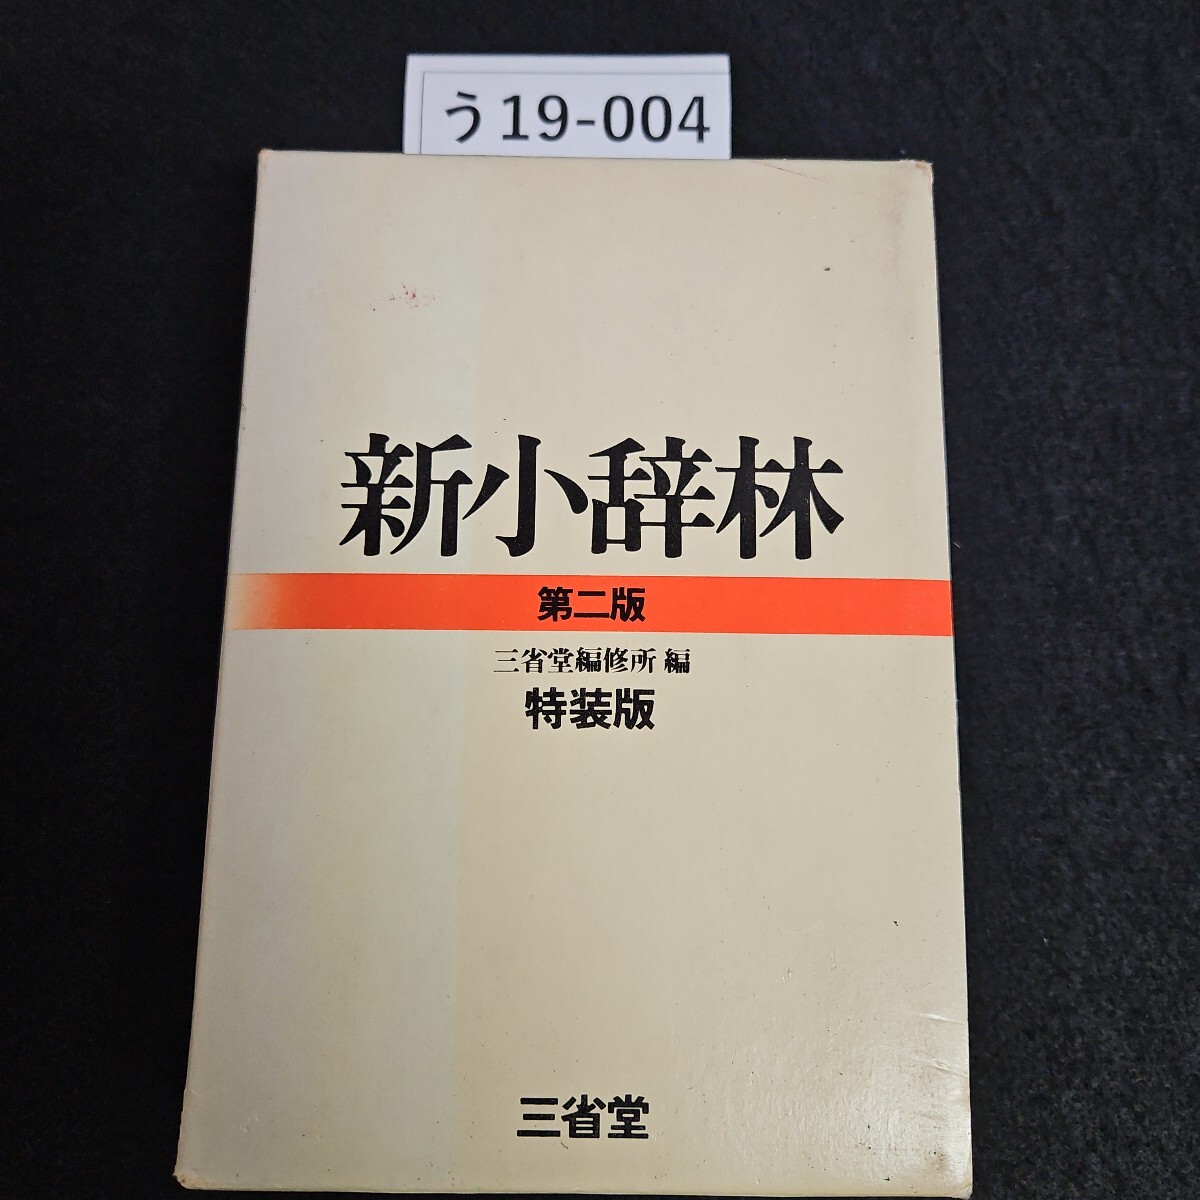 う19-004
新小辞林
第二版
三省堂編修所 編
特装版
三省堂